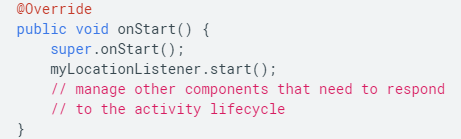 @Override
public void onStart() {
    super.onStart();
    myLocationListener.start();
    // manage other components that need to respond
    // to the activity lifecycle
}